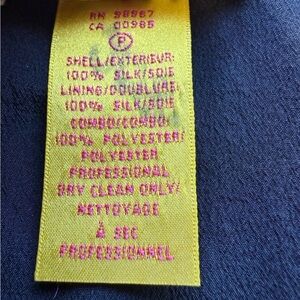 RN 98967
CA 00985
P
SHELL/EXTERIEUR:
100% SILK/SOIE
LINING/DOUBLURE:
100% SILK/SOIE
COMBO/COMBO:
100% POLYESTER/
POLYESTER
PROFESSIONAL
DRY CLEAN ONLY/
NETTOYAGE
À SEC
PROFESSIONNEL